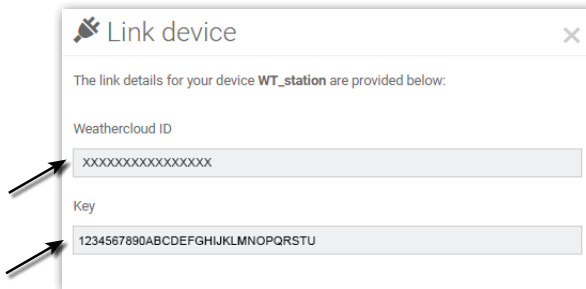 Link device
The link details for your device WT_station are provided below:
Weathercloud ID
XXXXXXXXXXXXXXXX
Key
1234567890ABCDEFGHIJKLMNOPQRSTU